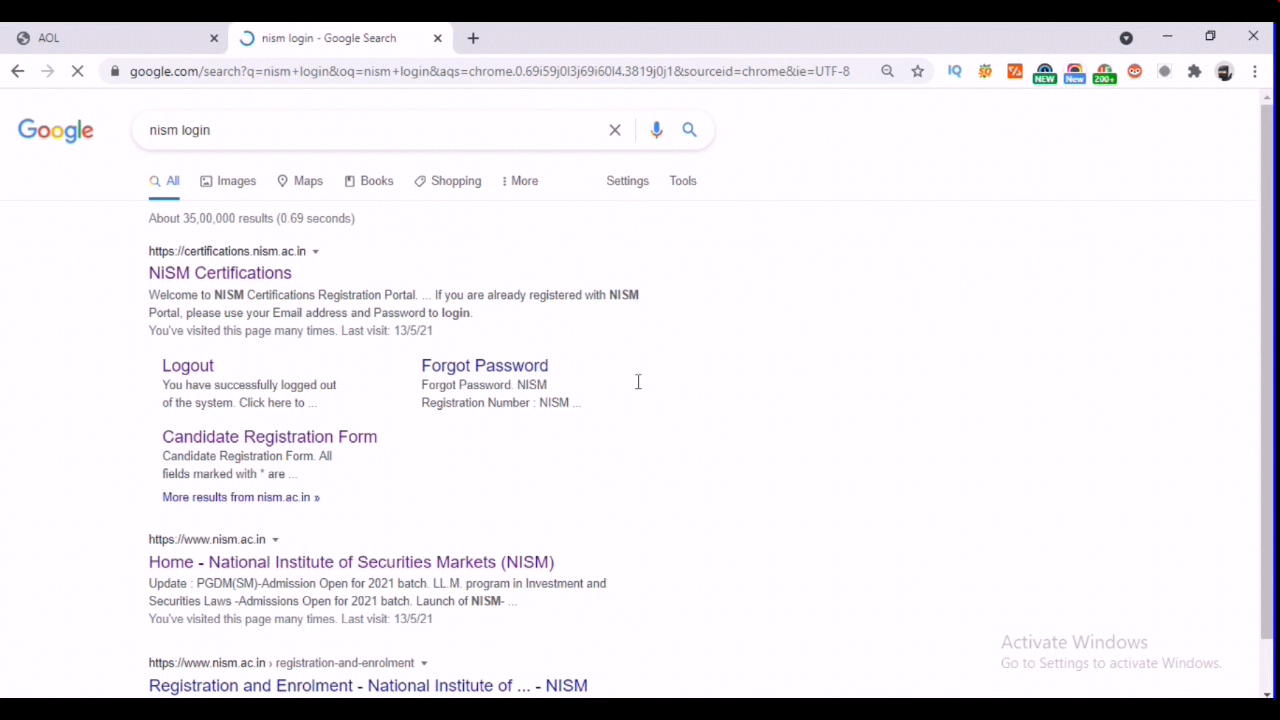 AOL
nism login - Google Search
google.com/search?q=nism+login&aq=nism+login&aqs=chrome.0.69i59j0l3j69i60l4.3819j0j1&sourceid=chrome&ie=UTF-8
IQ
NEW
New
200+
Google
nism login
All Images Maps Books Shopping More Settings Tools
About 35,00,000 results (0.69 seconds)
https://certifications.nism.ac.in
NiSM Certifications
Welcome to NISM Certifications Registration Portal. ... If you are already registered with NISM
Portal, please use your Email address and Password to login.
You've visited this page many times. Last visit: 13/5/21
Logout
You have successfully logged out
of the system. Click here to ...
Forgot Password
Forgot Password. NISM
Registration Number : NISM ...
Candidate Registration Form
Candidate Registration Form. All
fields marked with * are ...
More results from nism.ac.in »
https://www.nism.ac.in
Home - National Institute of Securities Markets (NISM)
Update : PGDM(SM)-Admission Open for 2021 batch. LL.M. program in Investment and
Securities Laws -Admissions Open for 2021 batch. Launch of NISM- ...
You've visited this page many times. Last visit: 13/5/21
https://www.nism.ac.in › registration-and-enrolment
Registration and Enrolment - National Institute of ... - NISM
Activate Windows
Go to Settings to activate Windows.